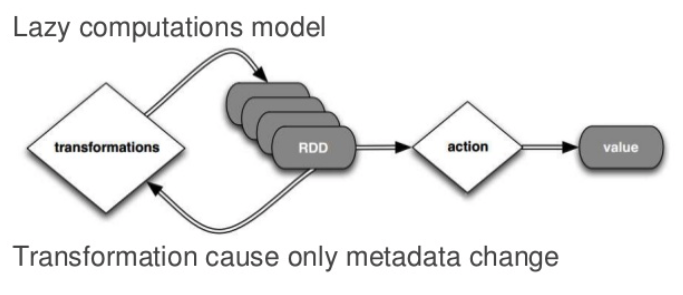 Lazy computations model
transformations
RDD
action
value
Transformation cause only metadata change